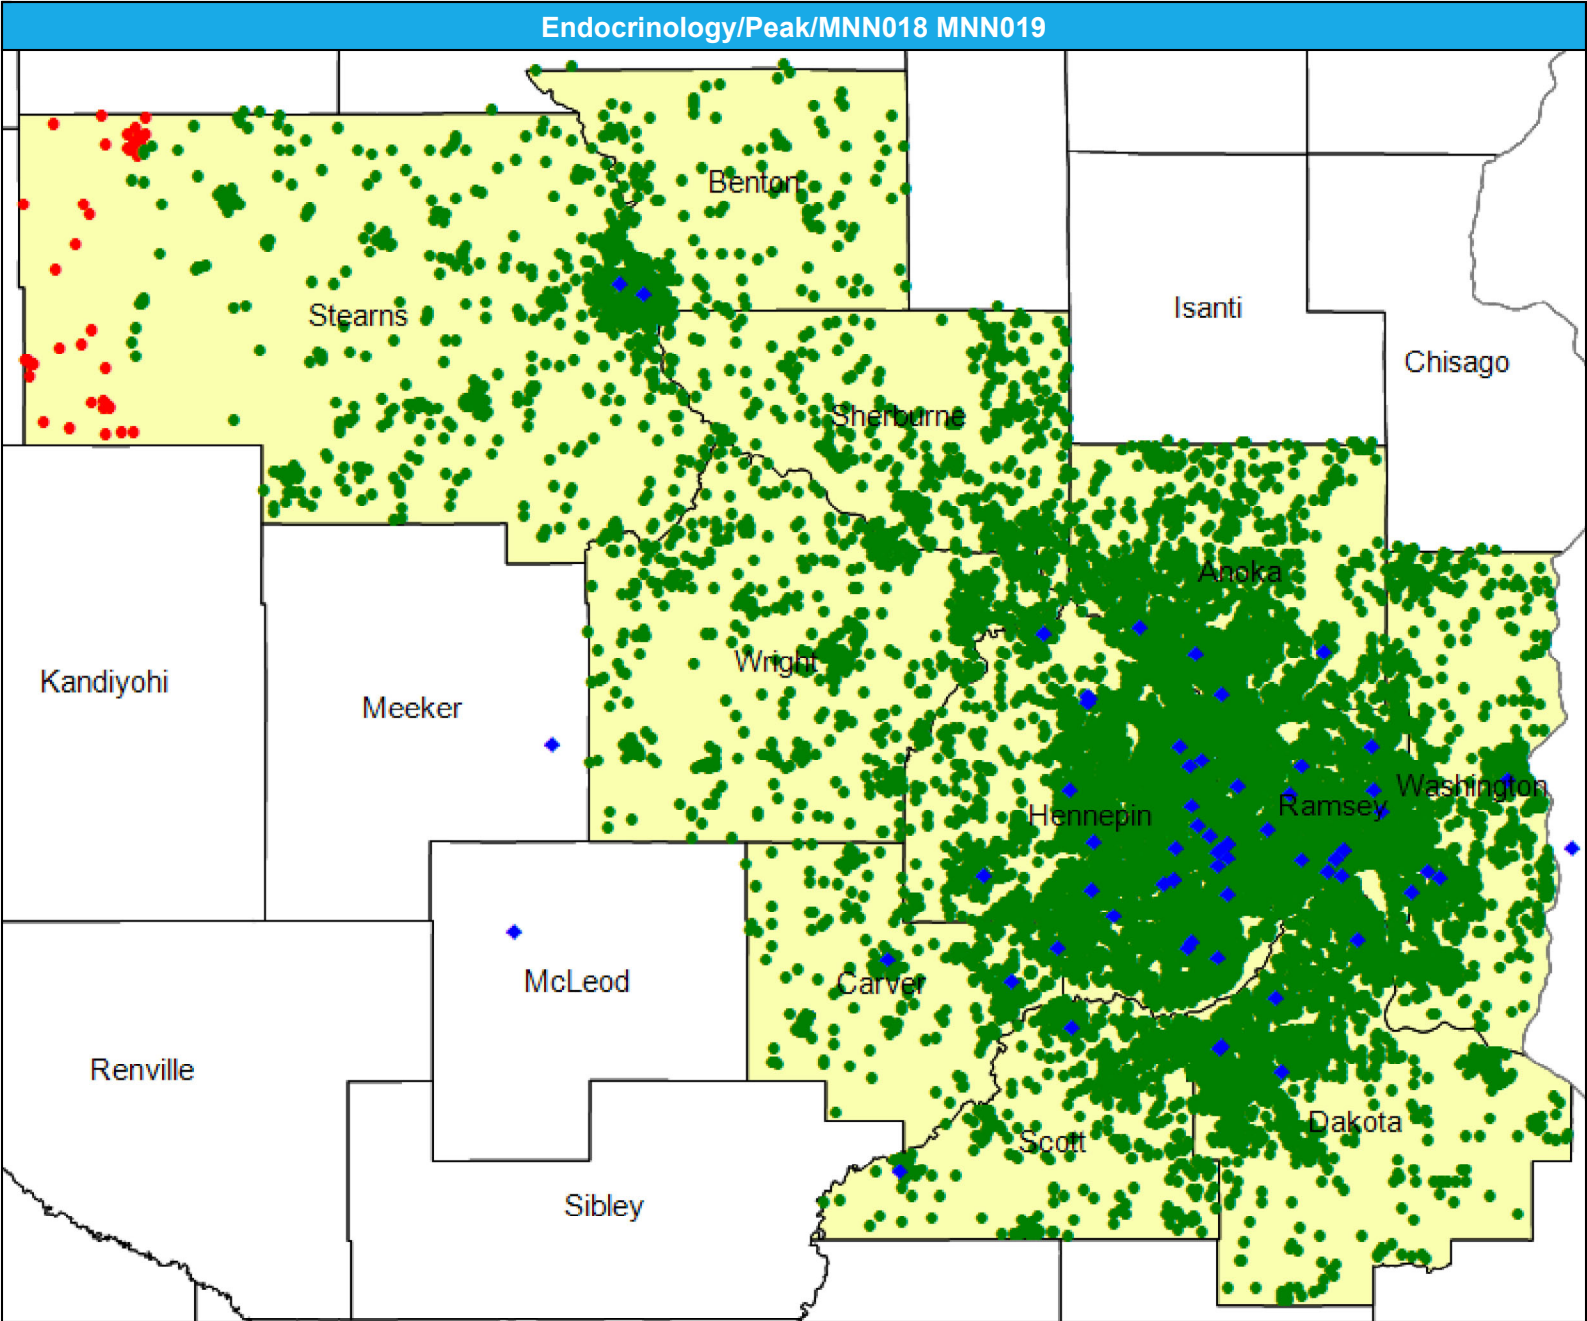 Endocrinology/Peak/MNN018 MNN019
Benton
Isanti
Stearns
Chisago
Sherburne
Anoka
Wright
Kandiyohi
Meeker
Washington
Ramsey
Hennepin
McLeod
Carver
Renville
Dakota
Scott
Sibley